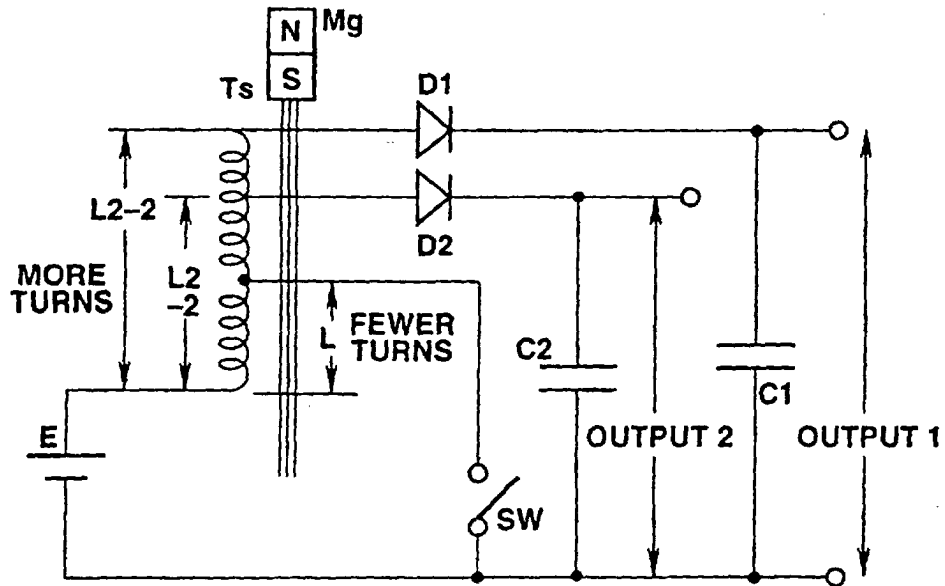 N
Mg
S
Ts
D1
D2
L2–2
L2
–2
MORE
TURNS
L
FEWER
TURNS
C2
C1
E
OUTPUT 2
OUTPUT 1
SW